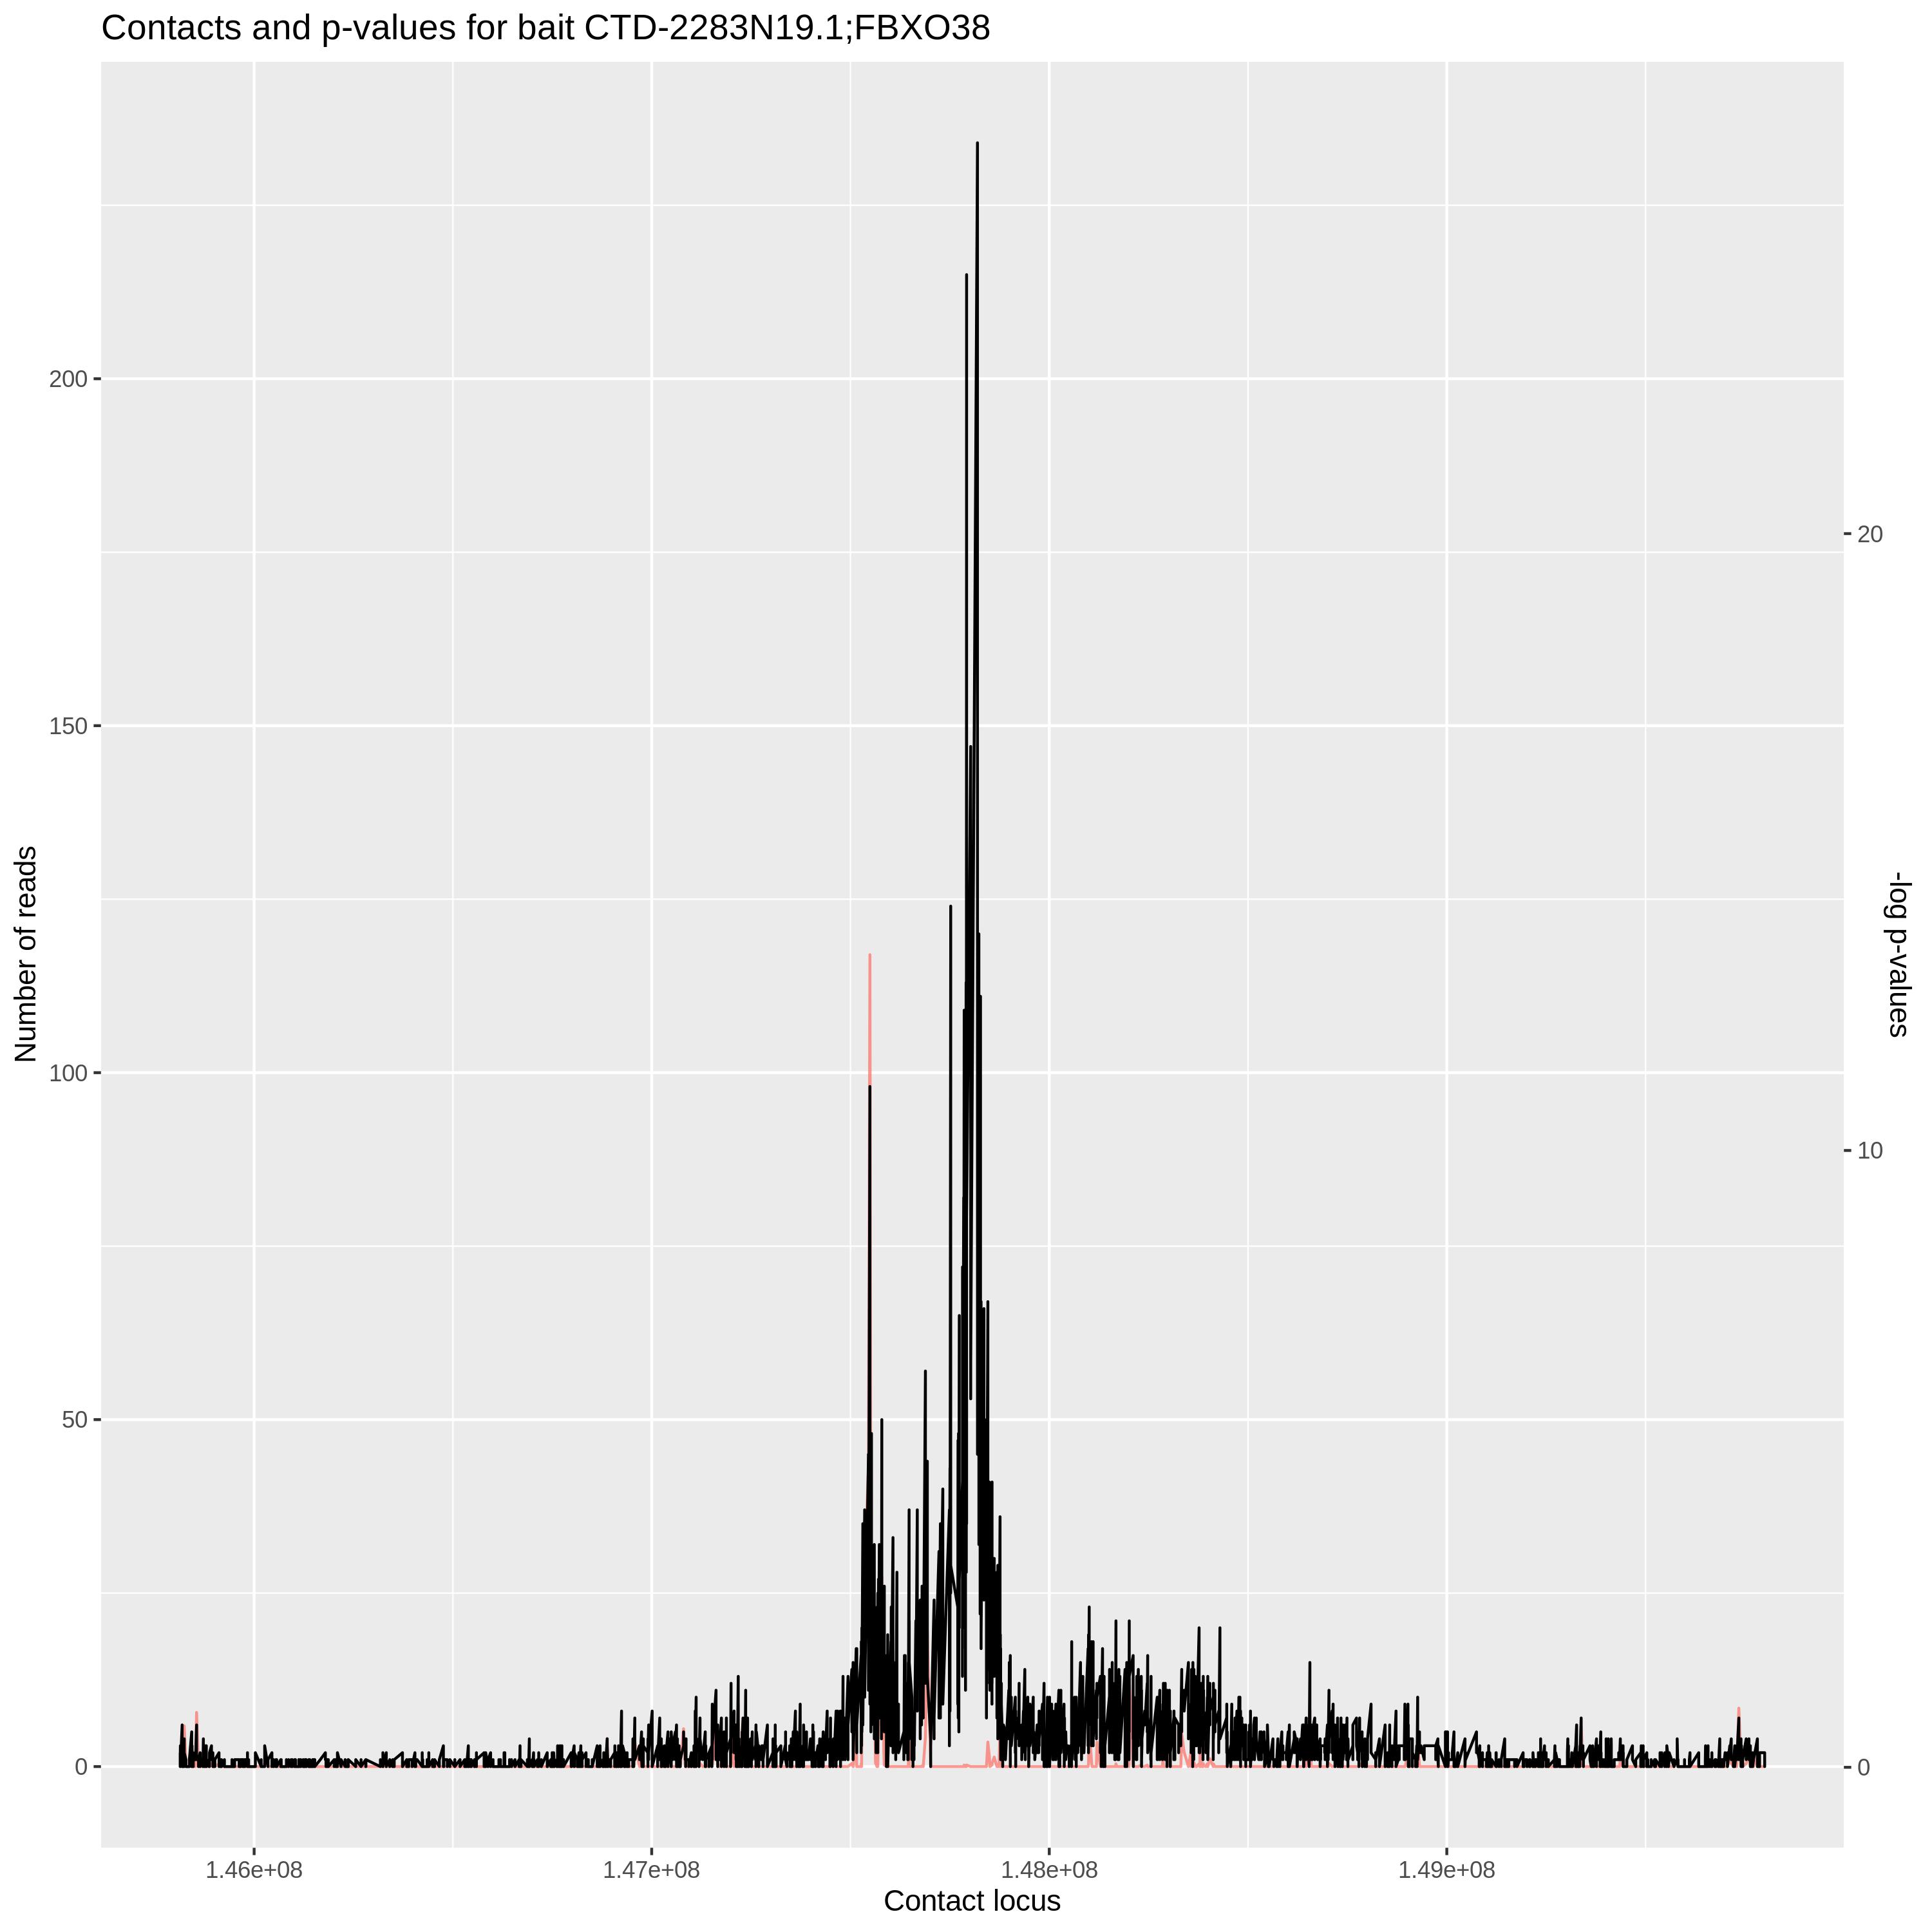 Contacts and p-values for bait CTD-2283N19.1;FBXO38
Number of reads
200
150
100
50
0
20
10
0
-log p-values
1.46e+08
1.47e+08
1.48e+08
1.49e+08
Contact locus